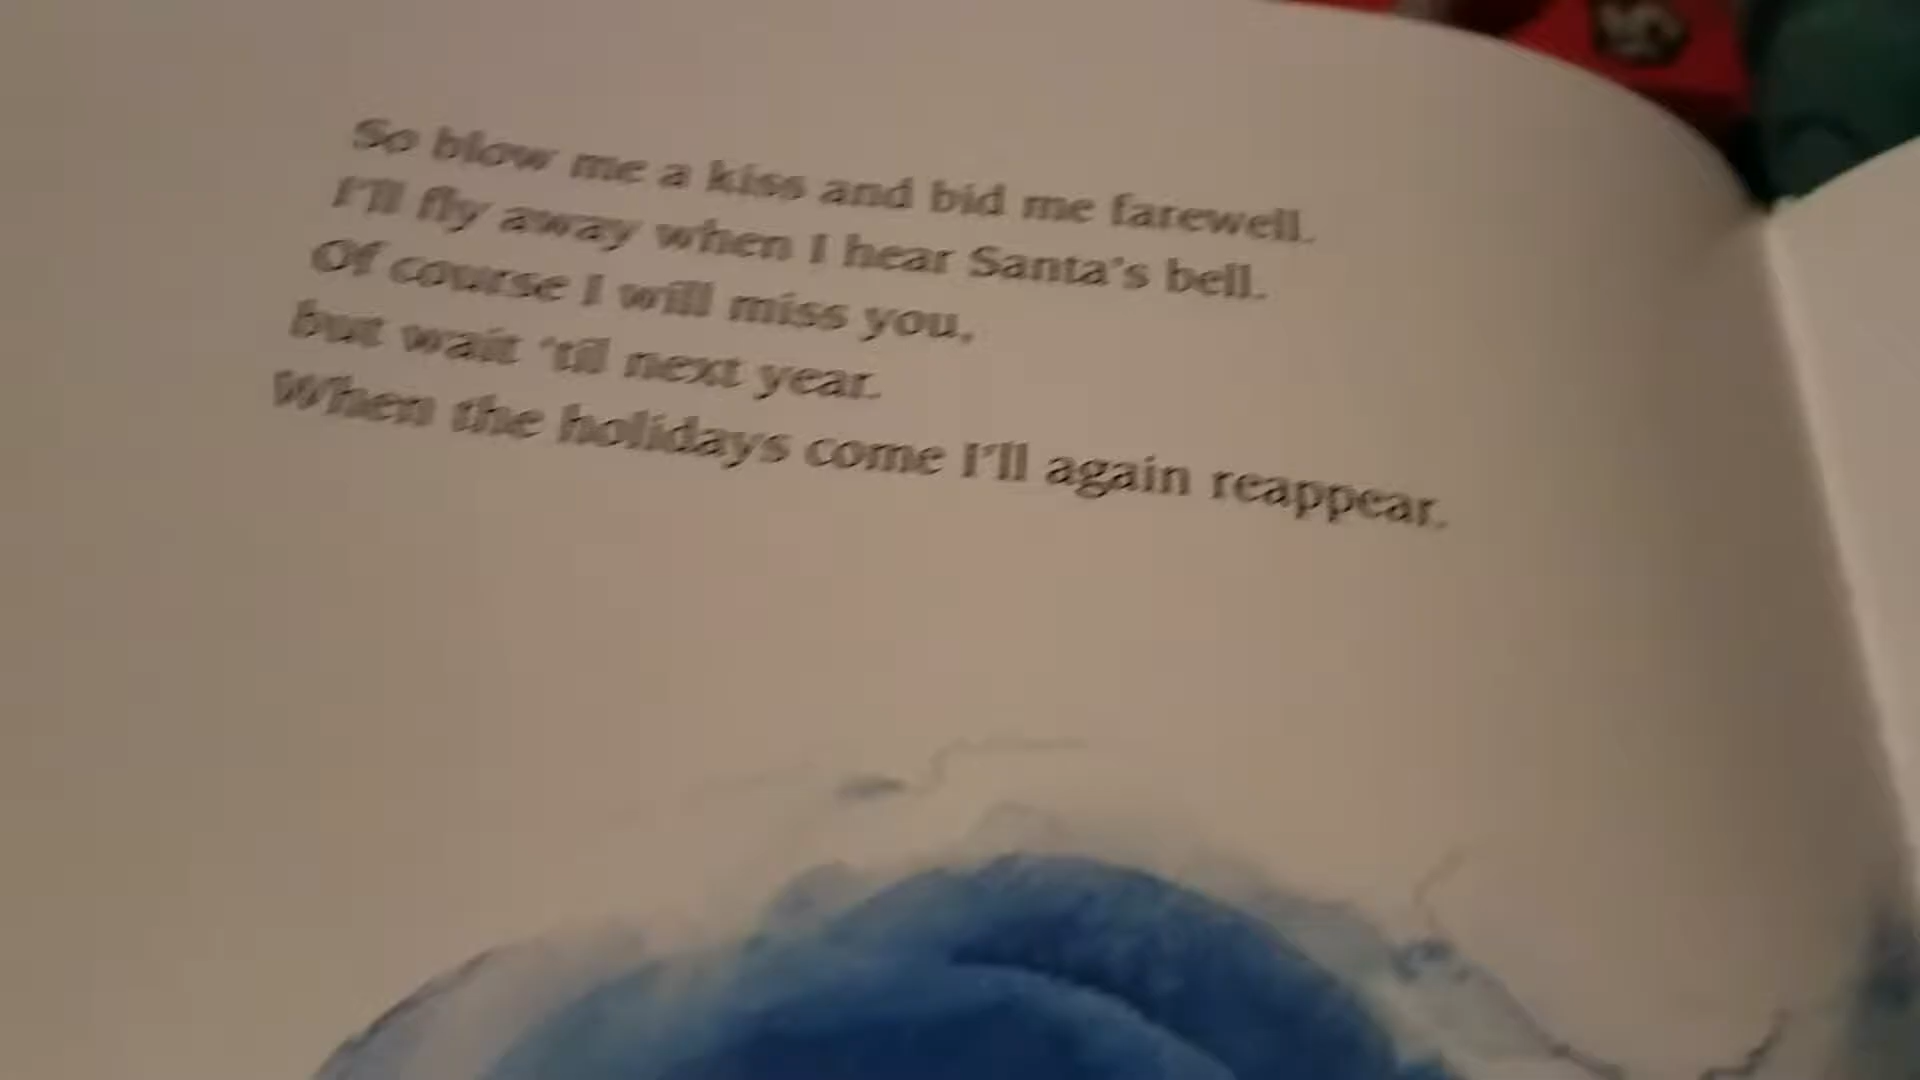 So blow me a kiss and bid me farewell.
I'll fly away when I hear Santa's bell.
Of course I will miss you,
but wait 'til next year.
When the holidays come I'll again reappear.